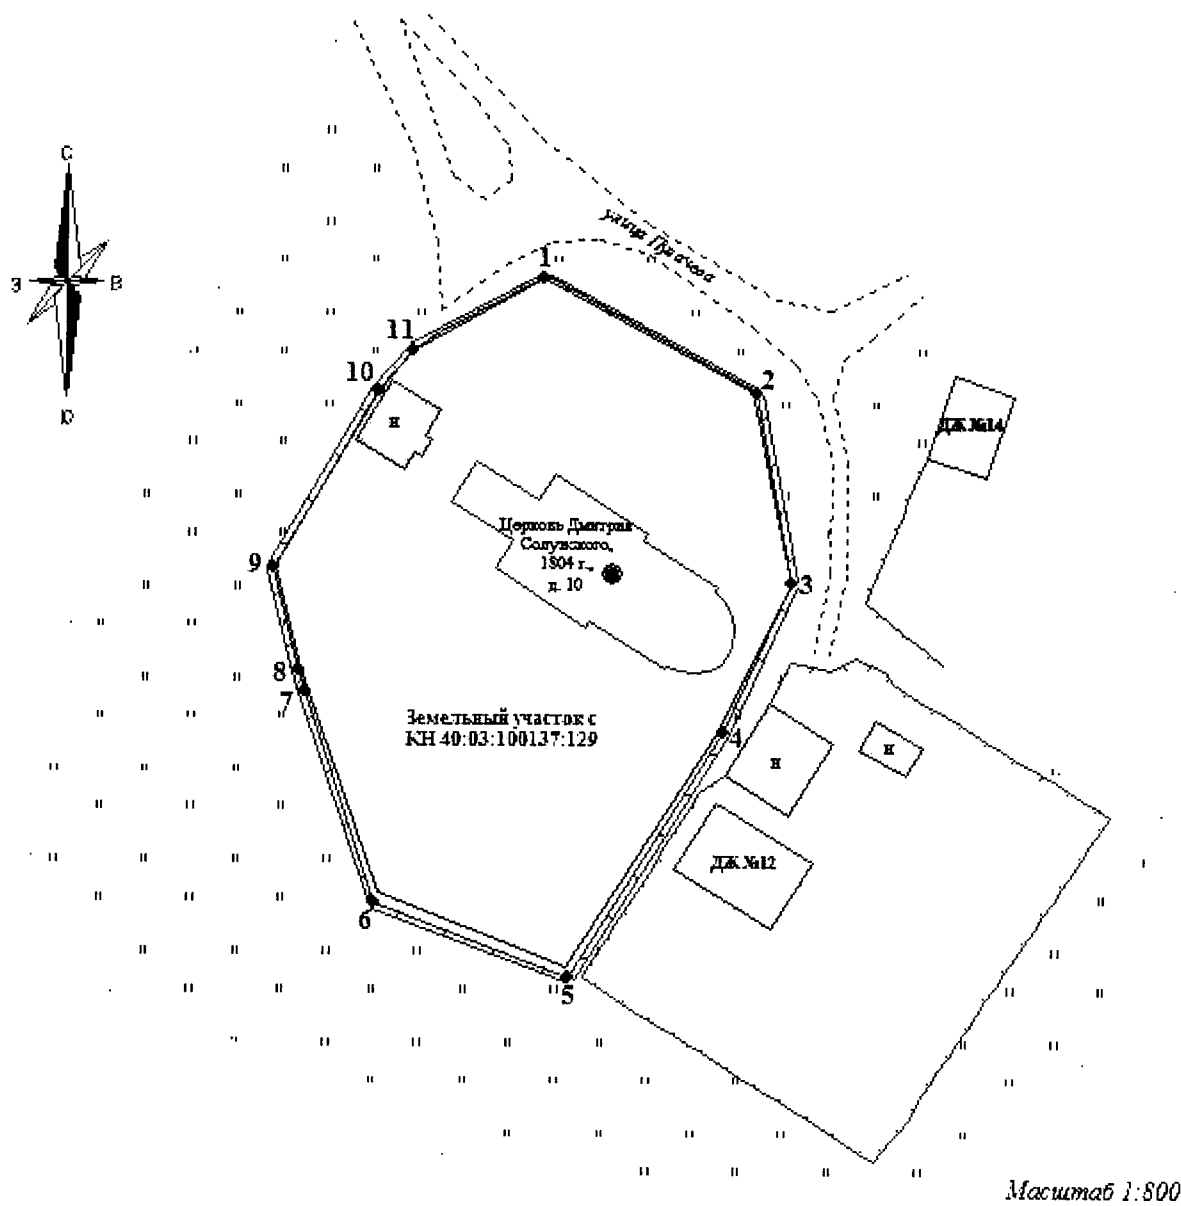 С
З
В
Ю
улица Пугачева
1
11
2
10
н
ДЖ №14
Церковь Дмитрия
Солунского,
1804 г.,
д. 10
9
3
8
7
Земельный участок с
КН 40:03:100137:129
4
н
н
ДЖ №12
6
5
Масштаб 1:800